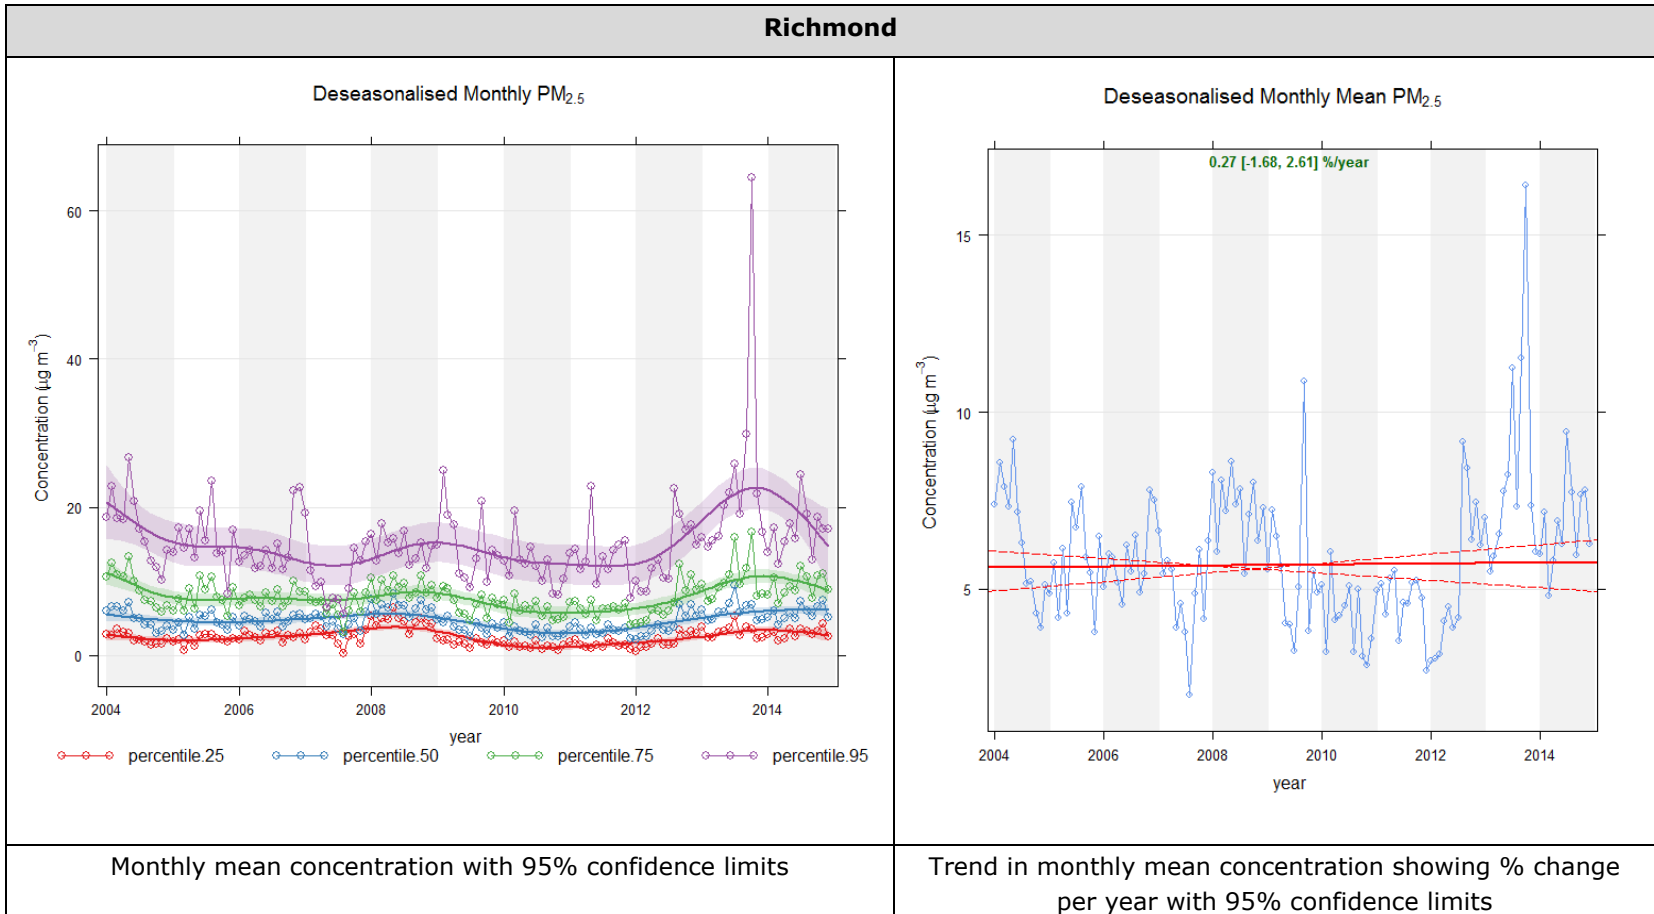 Richmond
Deseasonalised Monthly PM2.5
Concentration (µg m−3)
60
40
20
0
2004 2006 2008 2010 2012 2014
year
percentile.25 percentile.50 percentile.75 percentile.95
Deseasonalised Monthly Mean PM2.5
0.27 [-1.68, 2.61] %/year
Concentration (µg m−3)
15
10
5
2004 2006 2008 2010 2012 2014
year
Monthly mean concentration with 95% confidence limits
Trend in monthly mean concentration showing % change
per year with 95% confidence limits